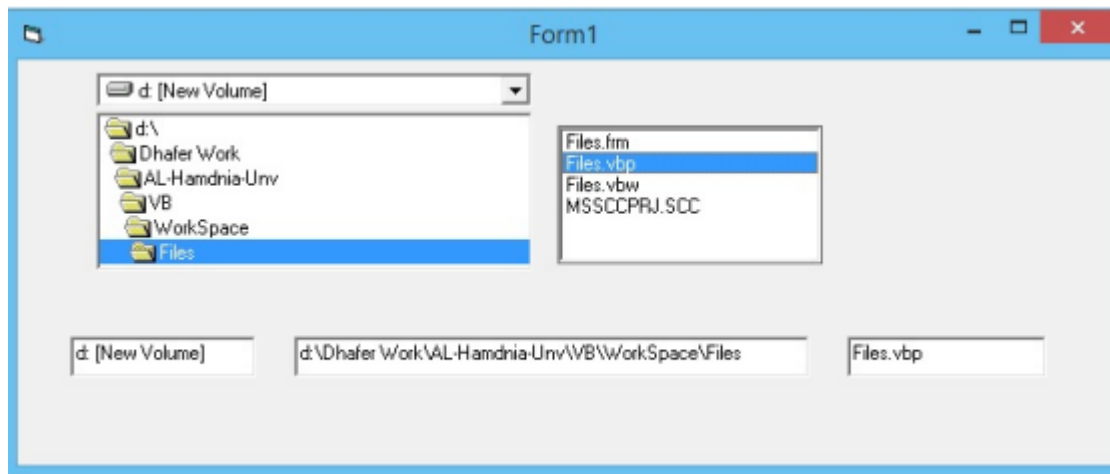 Form1
d: [New Volume]
d:\
Dhafer Work
AL-Hamdnia-Unv
VB
WorkSpace
Files
Files.frm
Files.vbp
Files.vbw
MSSCCPRJ.SCC
d: [New Volume]
d:\Dhafer Work\AL-Hamdnia-Unv\VB\WorkSpace\Files
Files.vbp